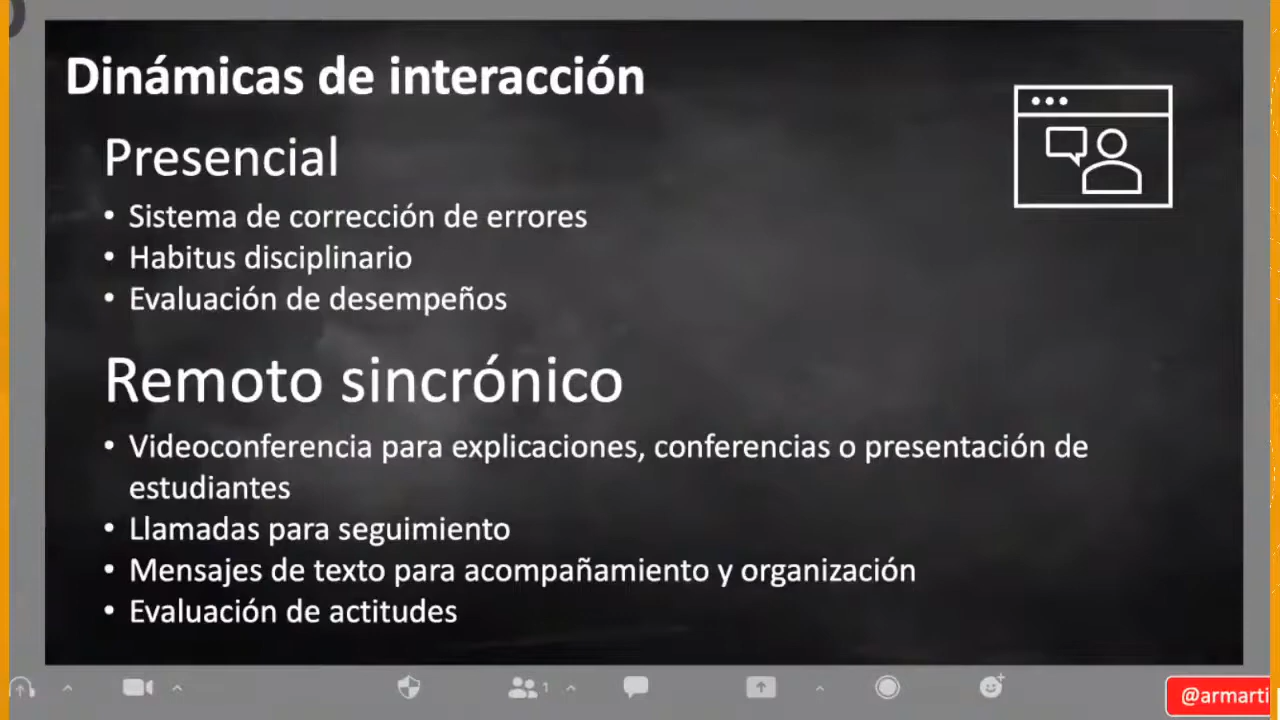 Dinámicas de interacción
Presencial
• Sistema de corrección de errores
• Habitus disciplinario
• Evaluación de desempeños
Remoto sincrónico
• Videoconferencia para explicaciones, conferencias o presentación de
estudiantes
• Llamadas para seguimiento
• Mensajes de texto para acompañamiento y organización
• Evaluación de actitudes
1
@armarti